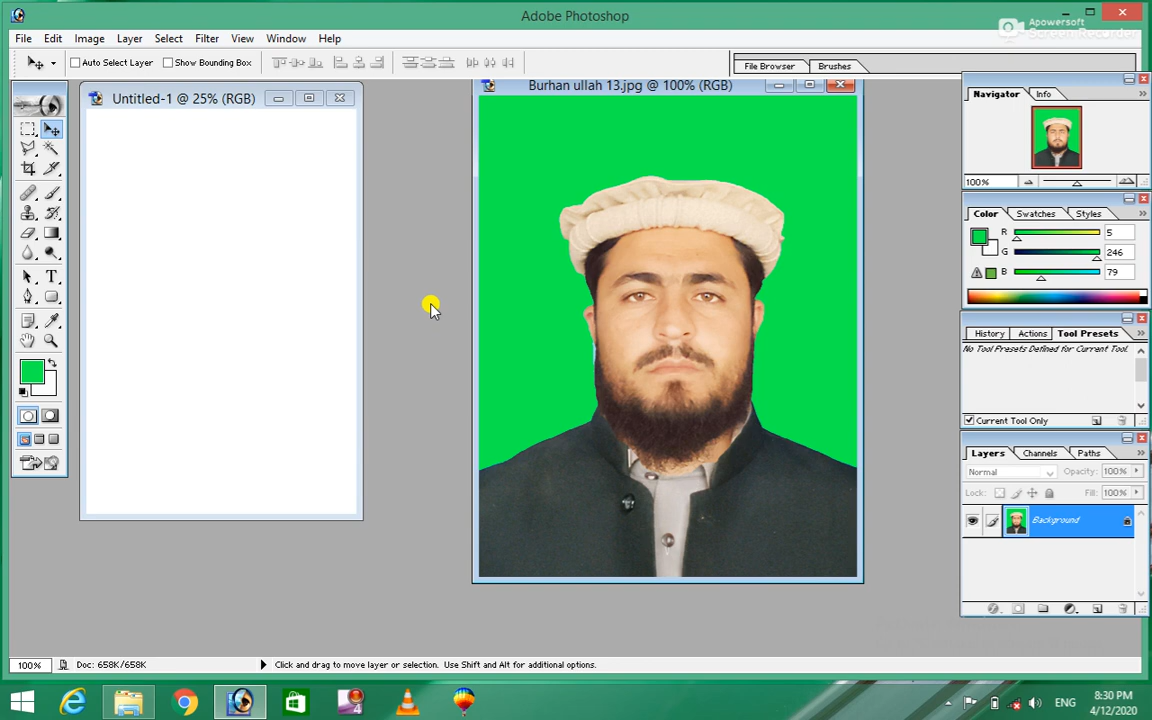 Adobe Photoshop
Apowersoft
Screen Recorder
File Edit Image Layer Select Filter View Window Help
Auto Select Layer Show Bounding Box File Browser Brushes
Untitled-1 @ 25% (RGB)
Burhan ullah 13.jpg @ 100% (RGB)
Navigator Info
100%
Color Swatches Styles
R 5
G 246
B 79
History Actions Tool Presets
No Tool Presets Defined for Current Tool.
Current Tool Only
Layers Channels Paths
Normal Opacity: 100%
Lock: Fill: 100%
Background
100% Doc: 658K/658K Click and drag to move layer or selection. Use Shift and Alt for additional options.
4
ENG
8:30 PM
4/12/2020